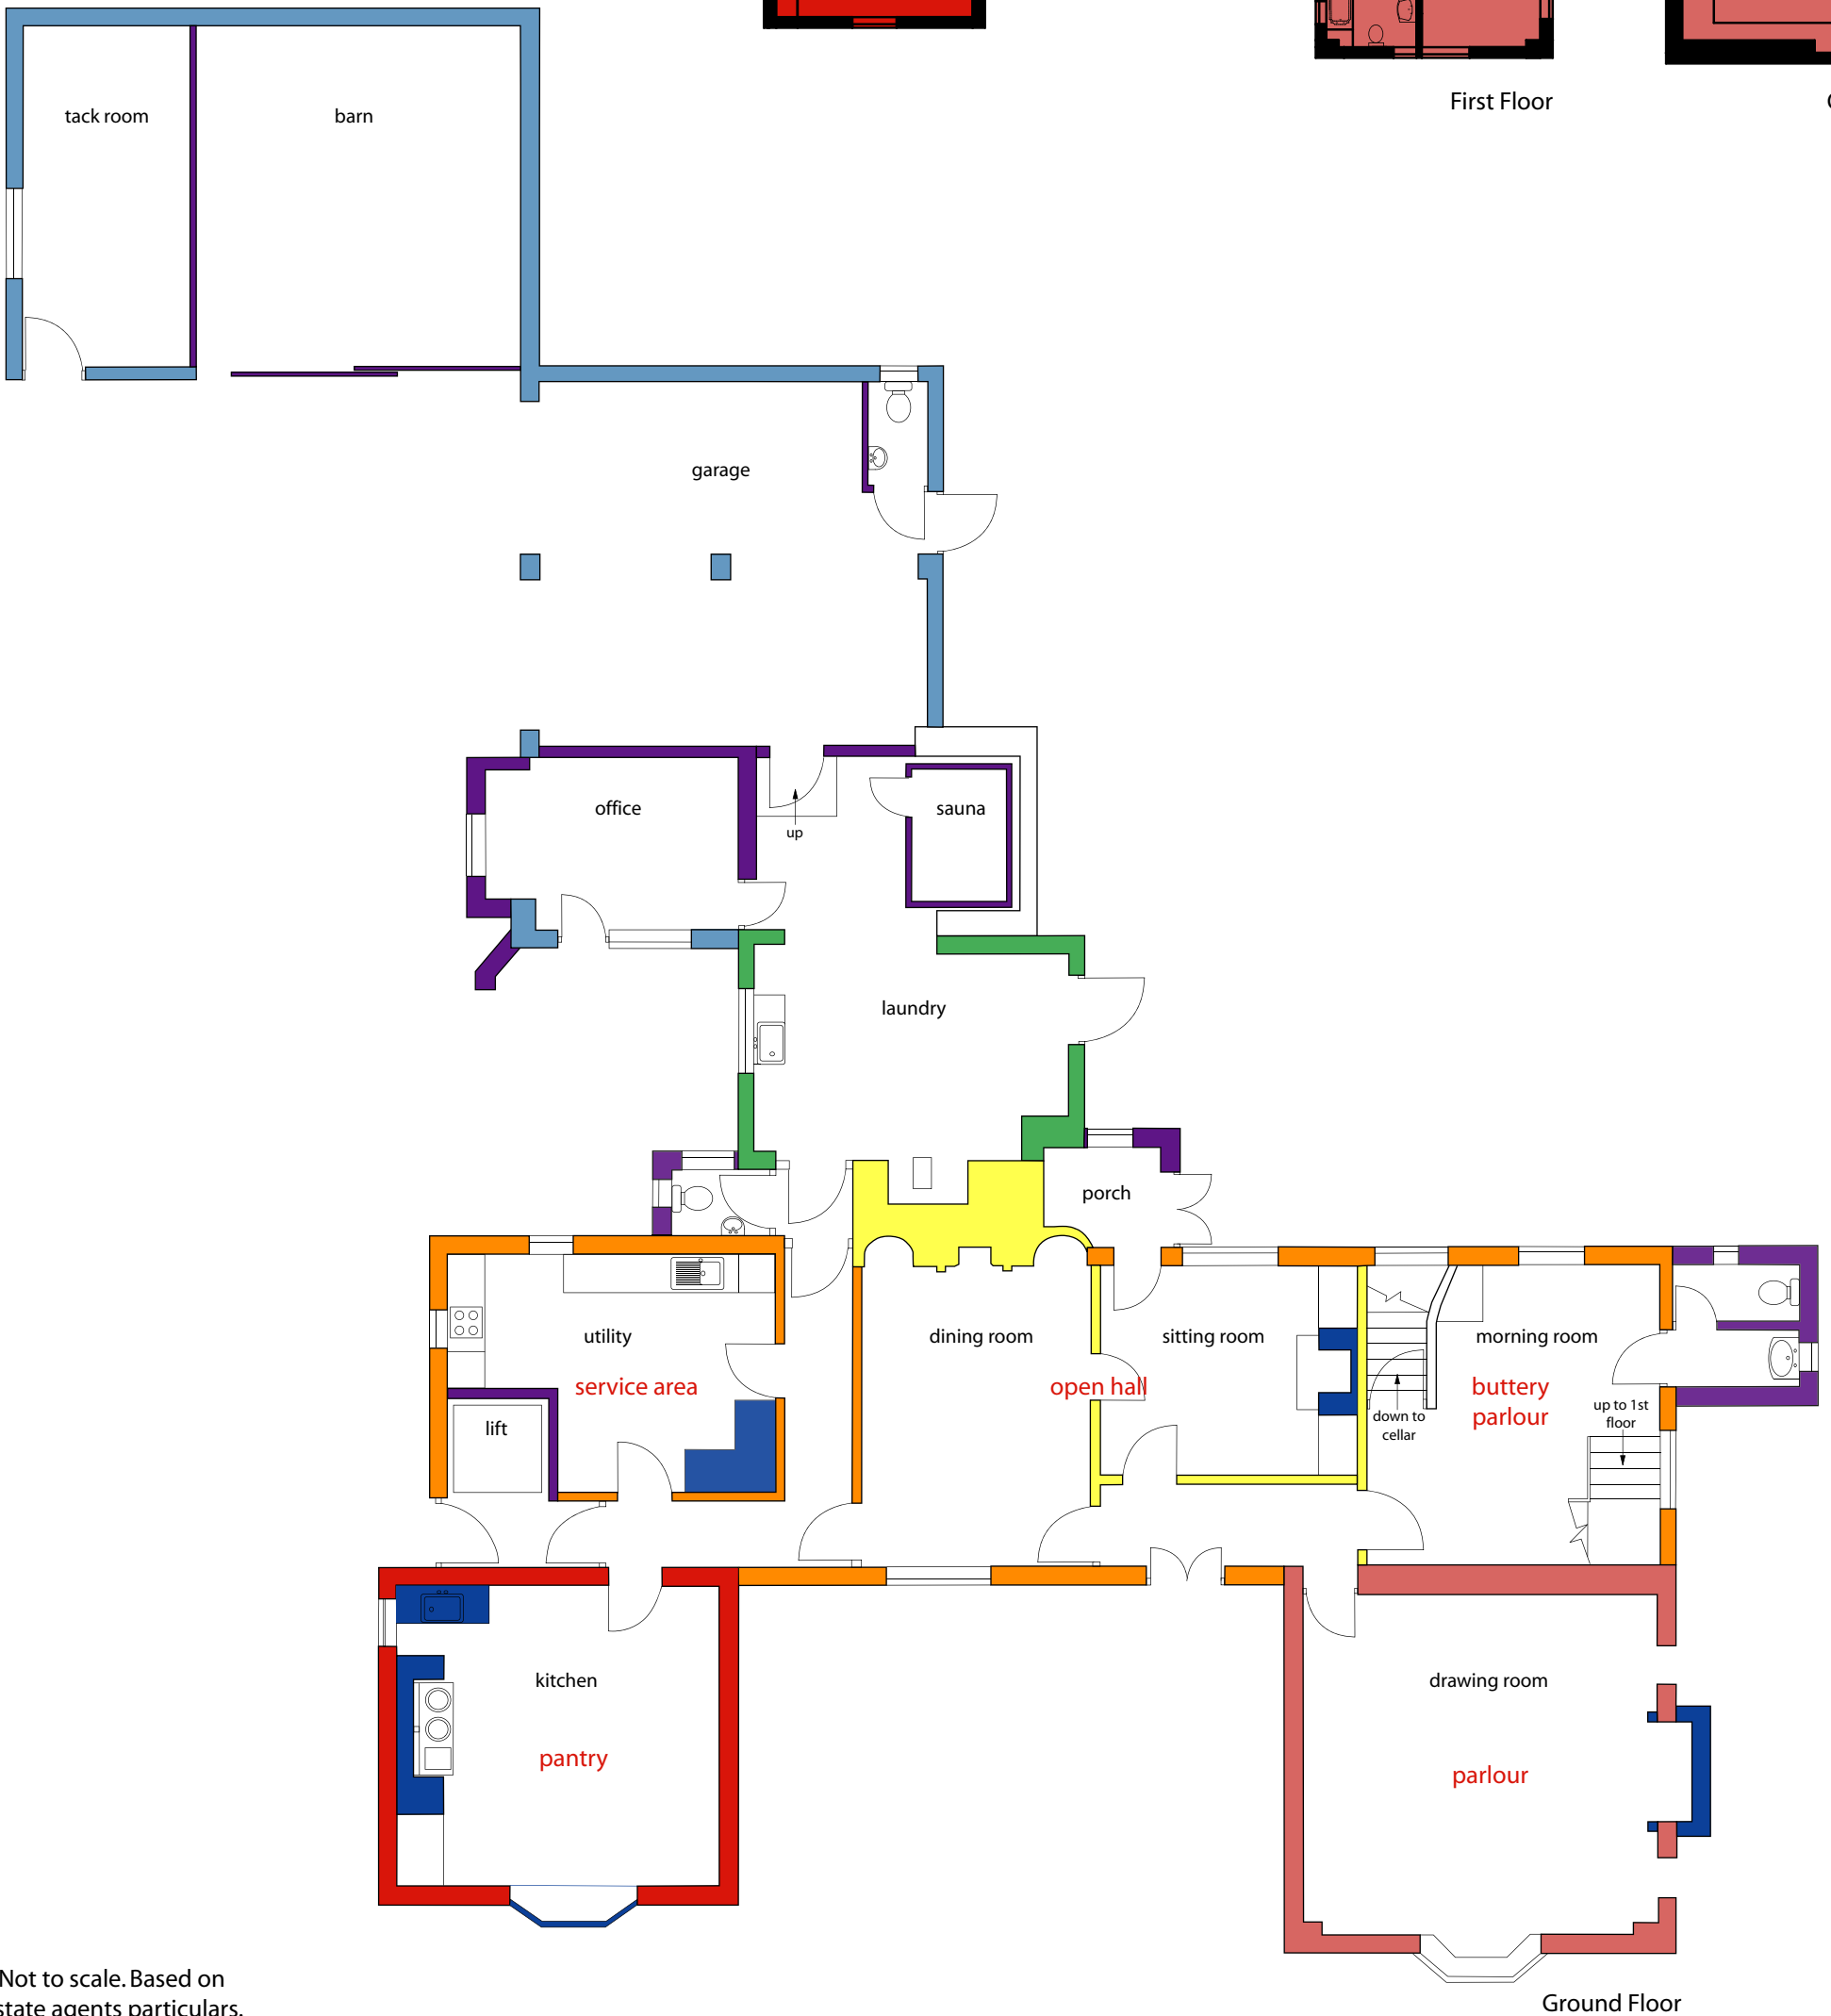 First Floor
tack room
barn
garage
office
sauna
up
laundry
porch
utility
dining room
sitting room
morning room
service area
open hall
buttery
parlour
lift
down to
cellar
up to 1st
floor
kitchen
drawing room
pantry
parlour
Not to scale. Based on
state agents particulars.
Ground Floor